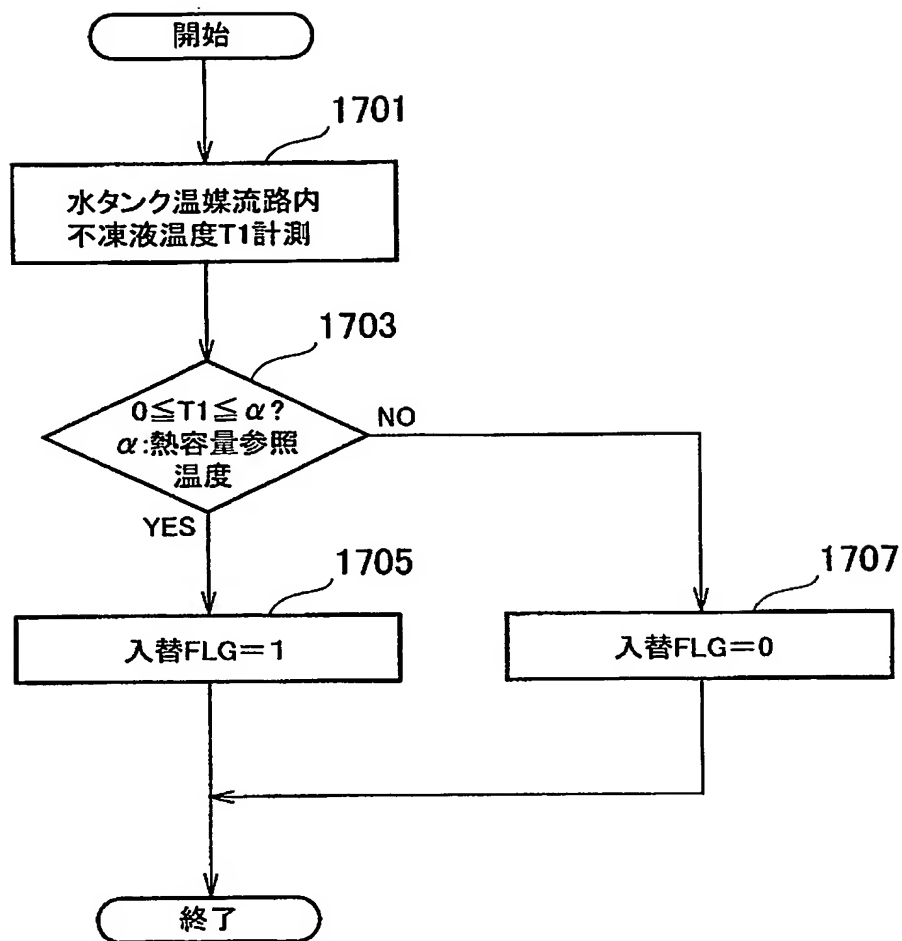 開始
1701
水タンク温媒流路内
不凍液温度T1計測
1703
0≦T1≦α?
α:熱容量参照
温度
NO
YES
1705
入替FLG=1
1707
入替FLG=0
終了